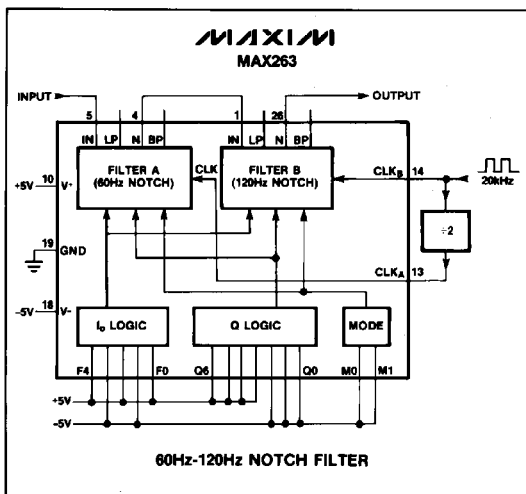 MAXIM
MAX263
INPUT
OUTPUT
5 4 1 26
IN LP N BP IN LP N BP
FILTER A
(60Hz NOTCH)
CLK
FILTER B
(120Hz NOTCH)
CLKB 14
20kHz
+5V 10 V+
÷2
19 GND
CLKA 13
-5V 18 V-
fo LOGIC
Q LOGIC
MODE
F4 F0 Q6 Q0 M0 M1
+5V
-5V
60Hz-120Hz NOTCH FILTER